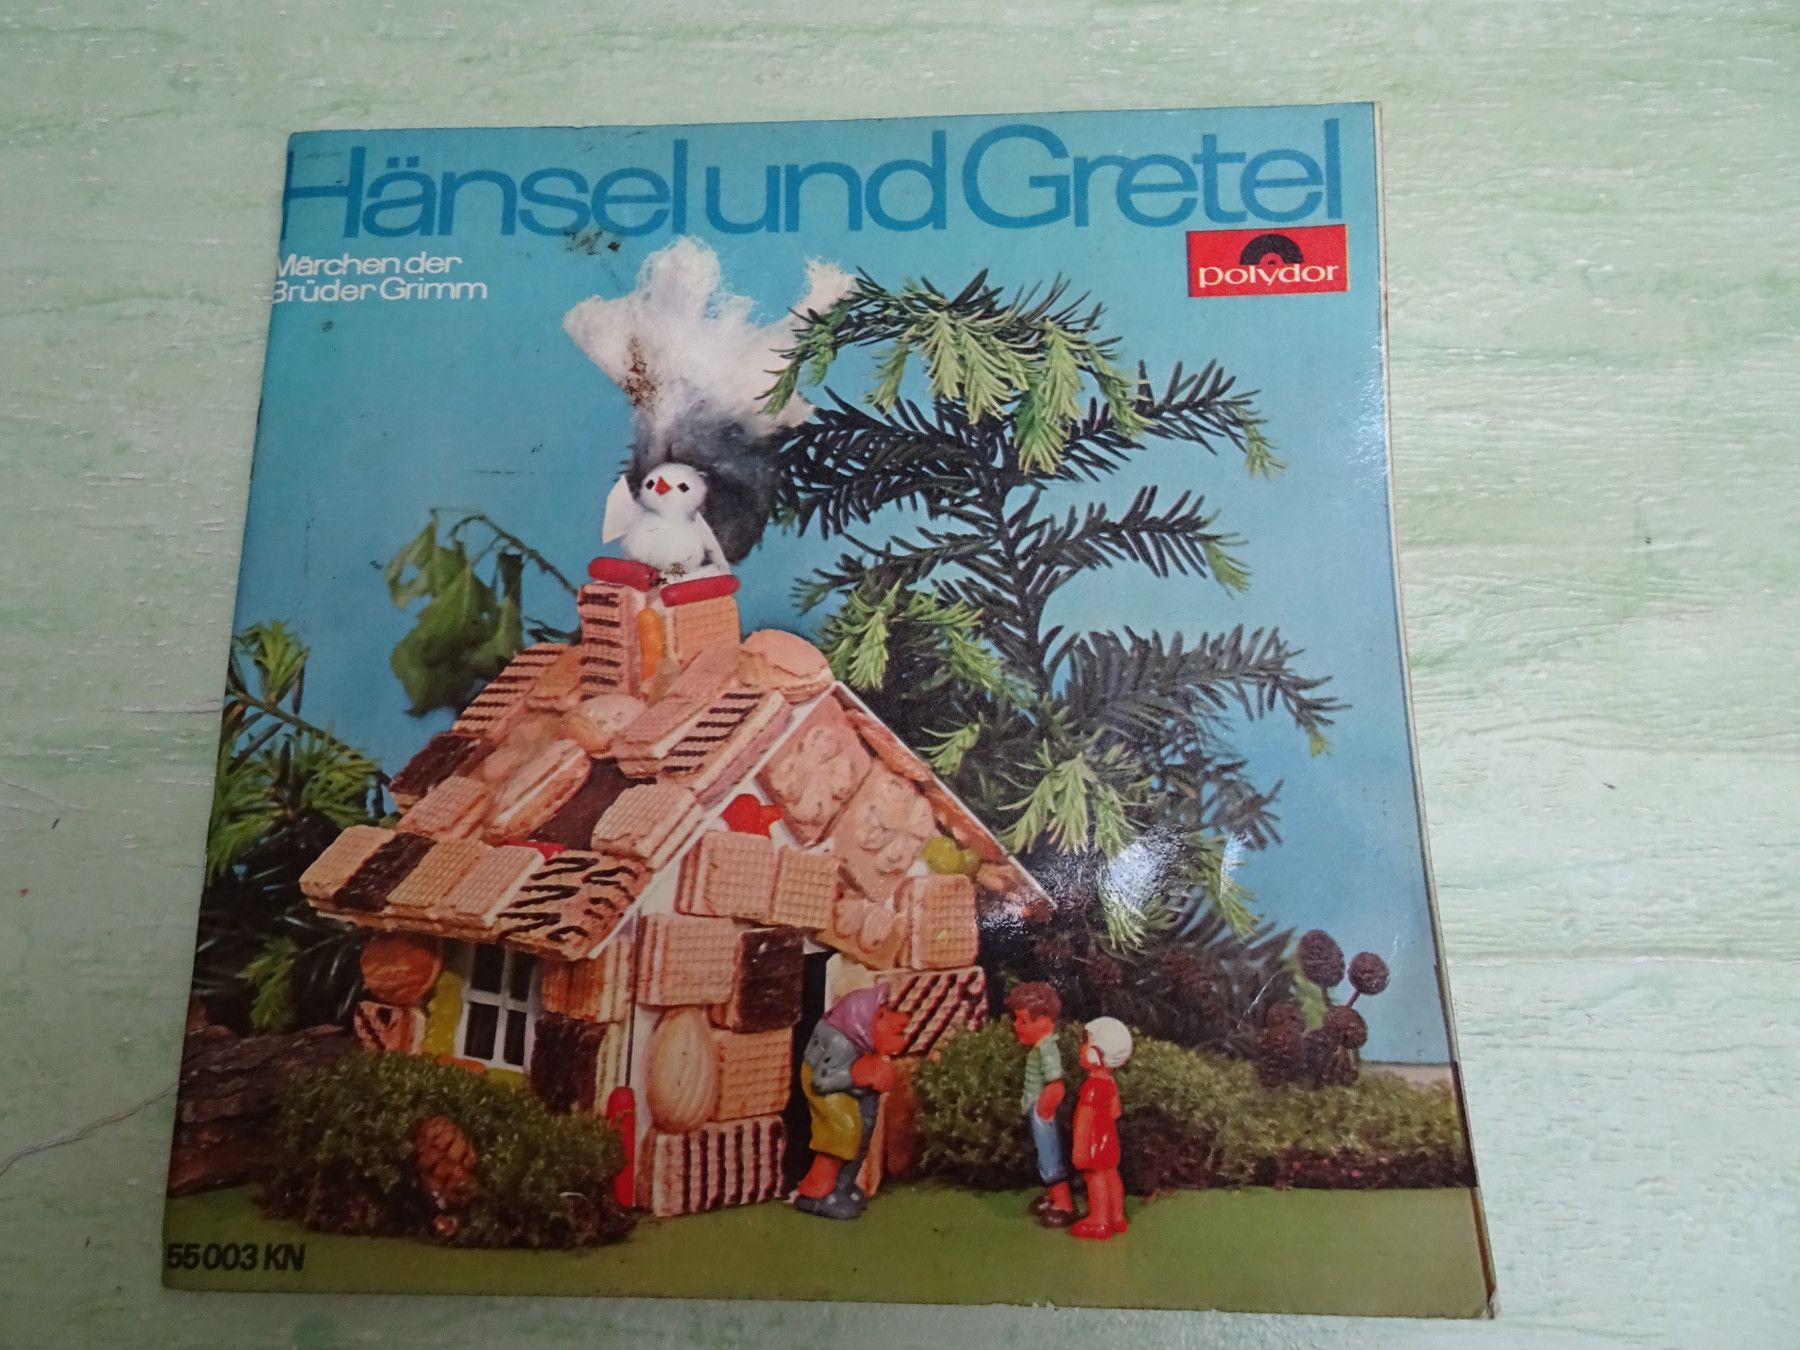 Hänsel und Gretel
Märchen der
Brüder Grimm
polydor
55 003 KN